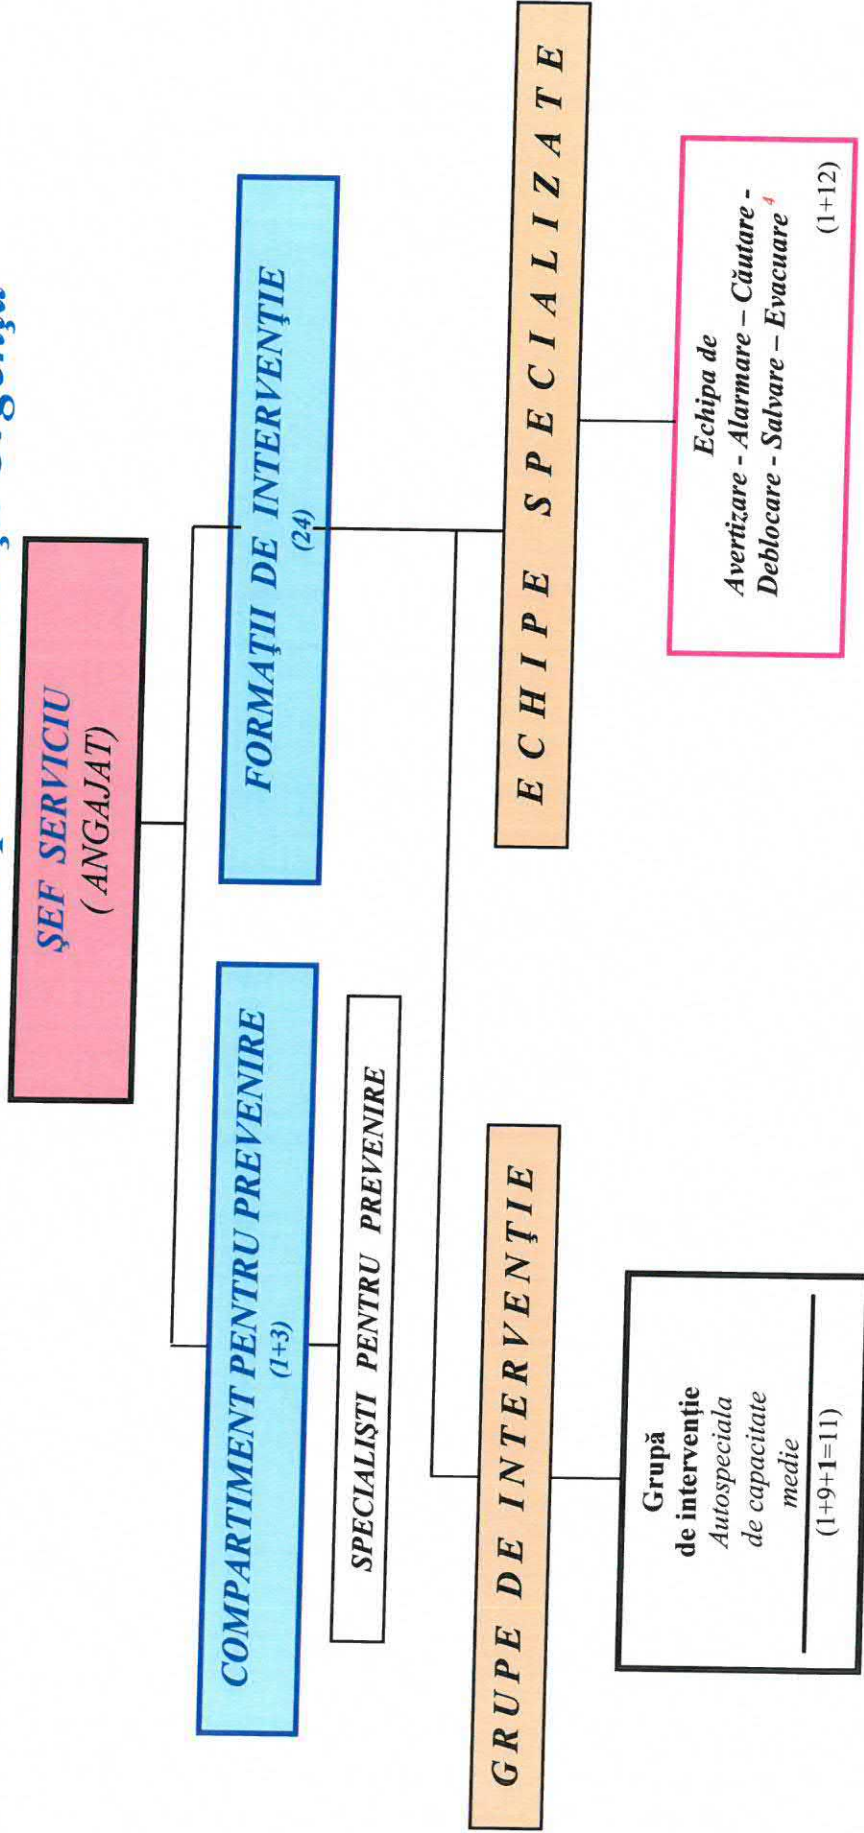 ŞEF SERVICIU
( ANGAJAT)
COMPARTIMENT PENTRU PREVENIRE
(1+3)
FORMAŢII DE INTERVENŢIE
(24)
SPECIALIŞTI PENTRU PREVENIRE
GRUPE DE INTERVENŢIE
ECHIPE SPECIALIZATE
Grupă
de intervenţie
Autospeciala
de capacitate
medie
(1+9+1=11)
Echipa de
Avertizare - Alarmare – Căutare -
Deblocare - Salvare – Evacuare 4
(1+12)